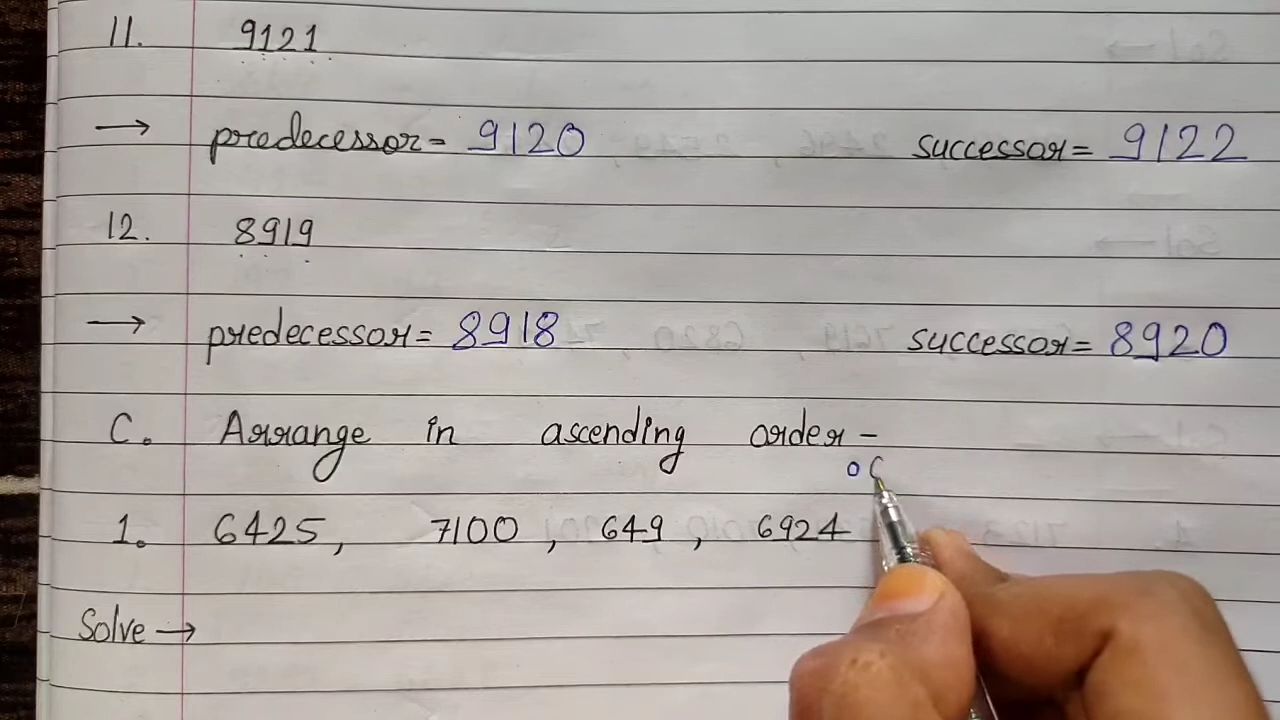 11. 9121
→ predecessor = 9120 successor = 9122
12. 8919
→ predecessor = 8918 successor = 8920
C. Arrange in ascending order -
1. 6425, 7100, 649, 6924
Solve →